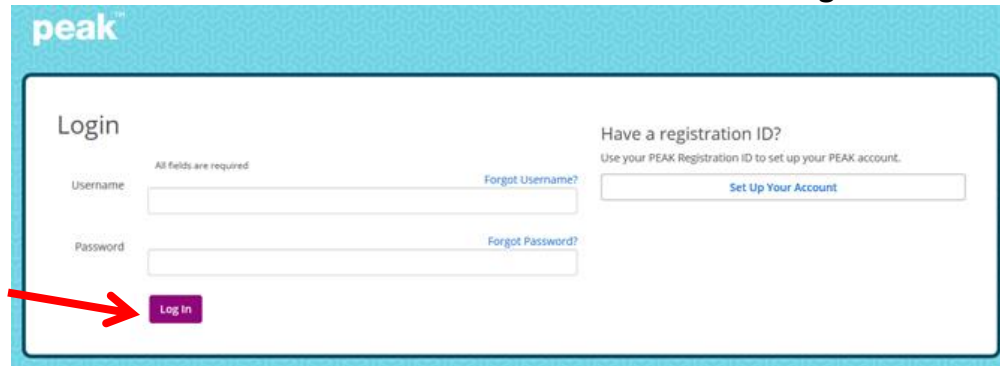 peak™
Login
All fields are required
Username
Forgot Username?
Password
Forgot Password?
Log In
Have a registration ID?
Use your PEAK Registration ID to set up your PEAK account.
Set Up Your Account